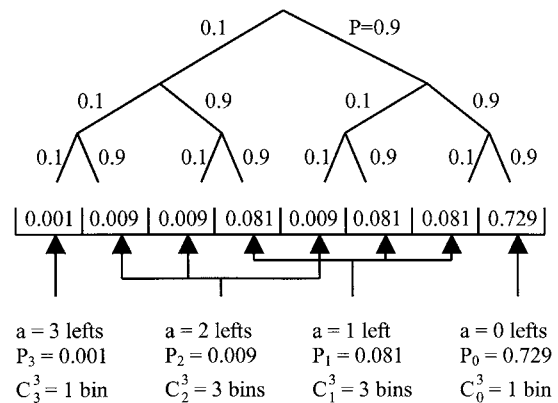 0.1 P=0.9
0.1 0.9 0.1 0.9
0.1 0.9 0.1 0.9 0.1 0.9 0.1 0.9
0.001 0.009 0.009 0.081 0.009 0.081 0.081 0.729
a = 3 lefts
P₃ = 0.001
C³₃ = 1 bin
a = 2 lefts
P₂ = 0.009
C³₂ = 3 bins
a = 1 left
P₁ = 0.081
C³₁ = 3 bins
a = 0 lefts
P₀ = 0.729
C³₀ = 1 bin